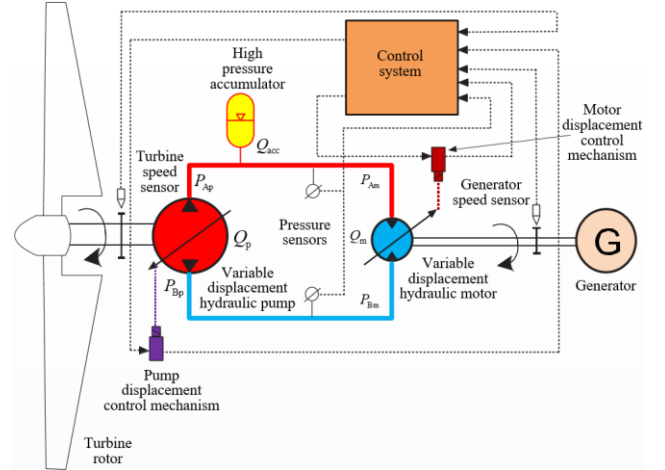 High
pressure
accumulator
Control
system
Motor
displacement
control
mechanism
Q_acc
Turbine
speed
sensor
P_Ap
P_Am
Generator
speed sensor
Q_p
Pressure
sensors
Q_m
G
P_Bp
Variable
displacement
hydraulic pump
P_Bm
Variable
displacement
hydraulic motor
Generator
Pump
displacement
control mechanism
Turbine
rotor